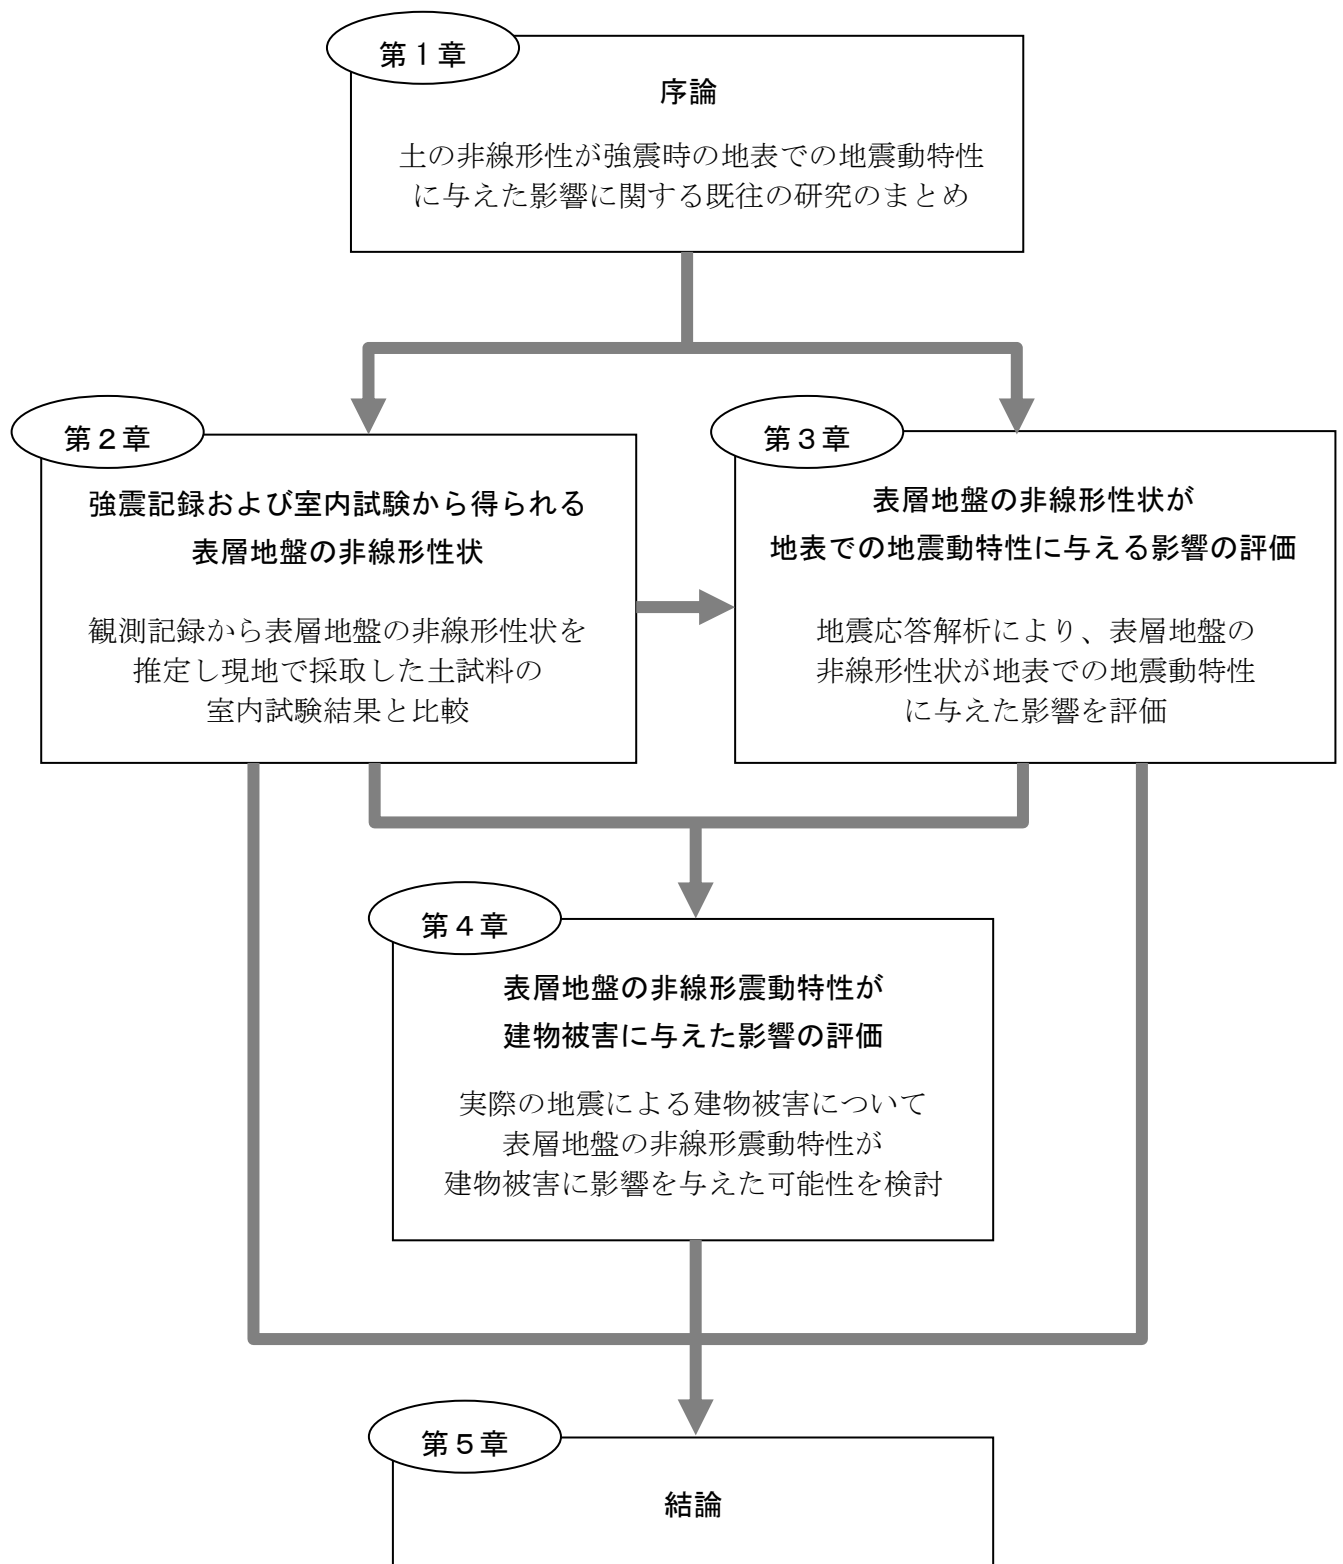 第１章
序論
土の非線形性が強震時の地表での地震動特性
に与えた影響に関する既往の研究のまとめ
第２章
強震記録および室内試験から得られる
表層地盤の非線形性状
観測記録から表層地盤の非線形性状を
推定し現地で採取した土試料の
室内試験結果と比較
第３章
表層地盤の非線形性状が
地表での地震動特性に与える影響の評価
地震応答解析により、表層地盤の
非線形性状が地表での地震動特性
に与えた影響を評価
第４章
表層地盤の非線形震動特性が
建物被害に与えた影響の評価
実際の地震による建物被害について
表層地盤の非線形震動特性が
建物被害に影響を与えた可能性を検討
第５章
結論